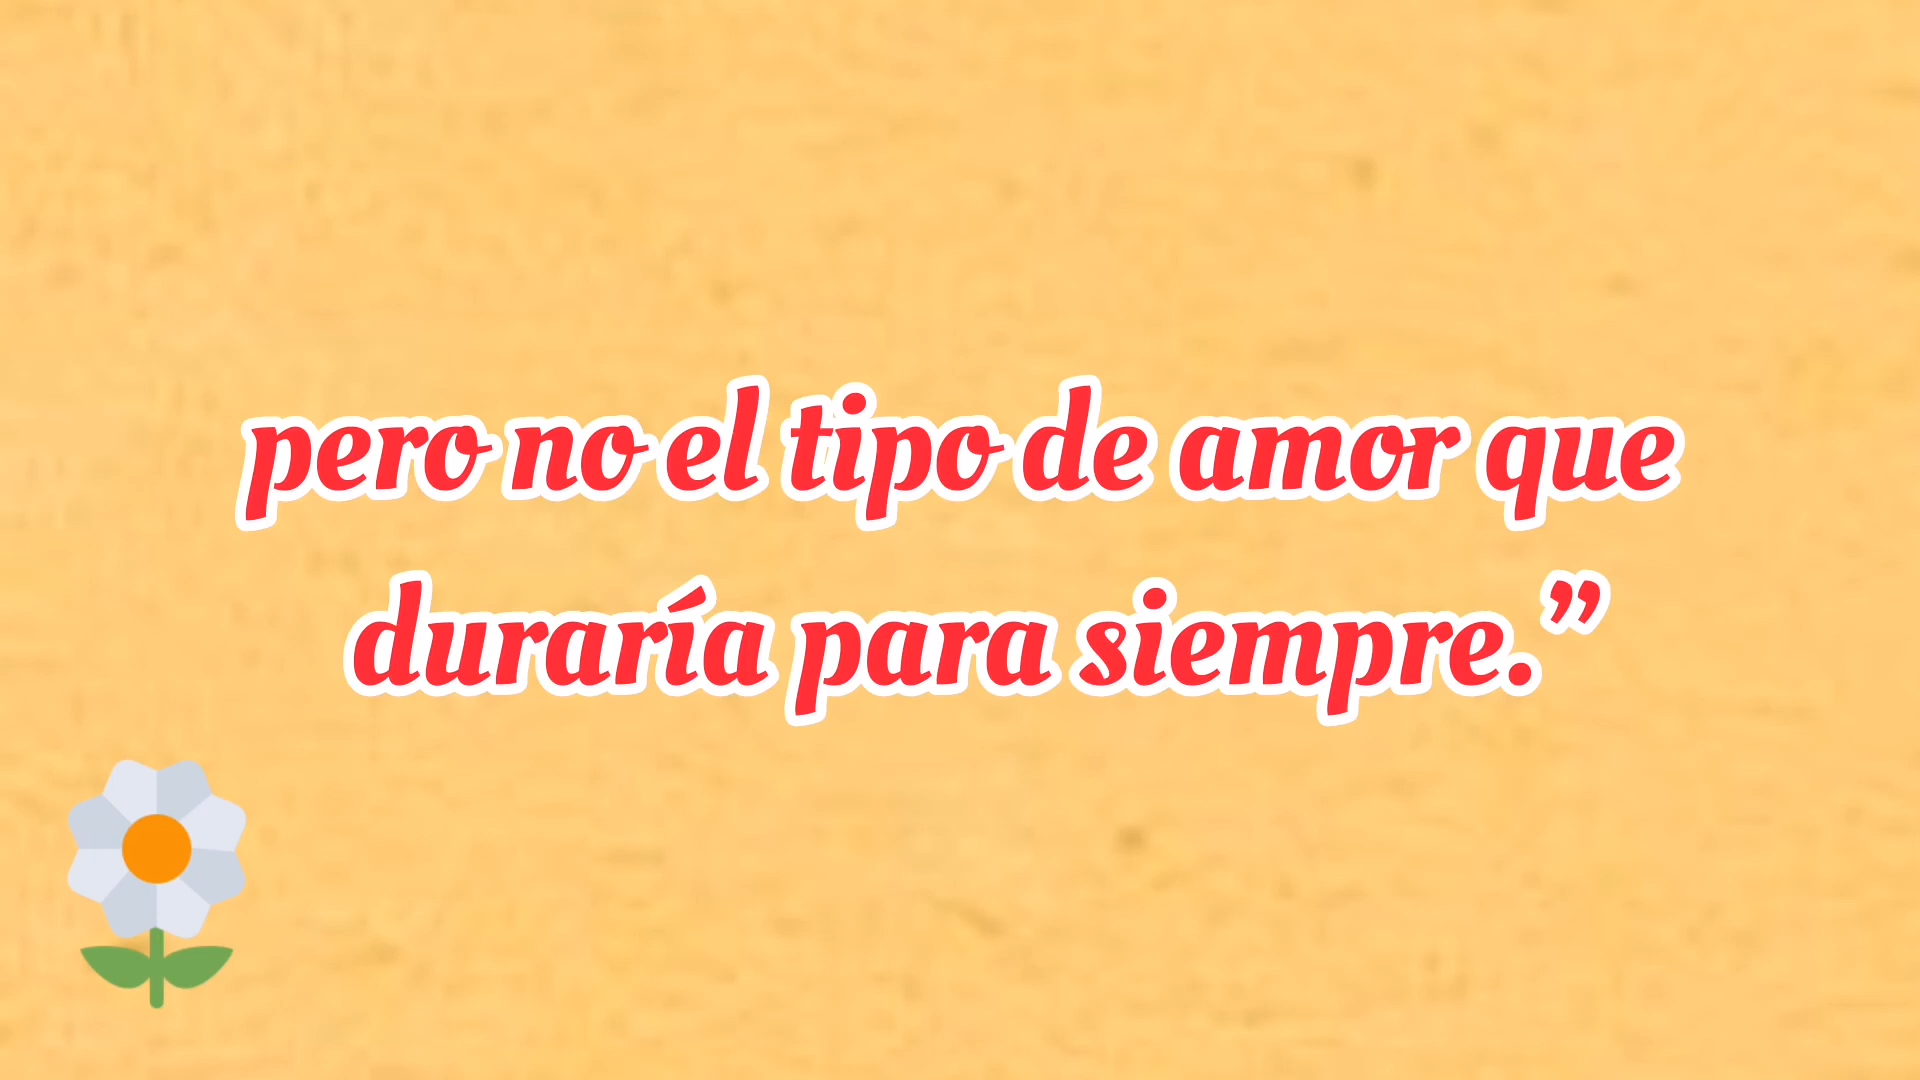 pero no el tipo de amor que
duraría para siempre.”